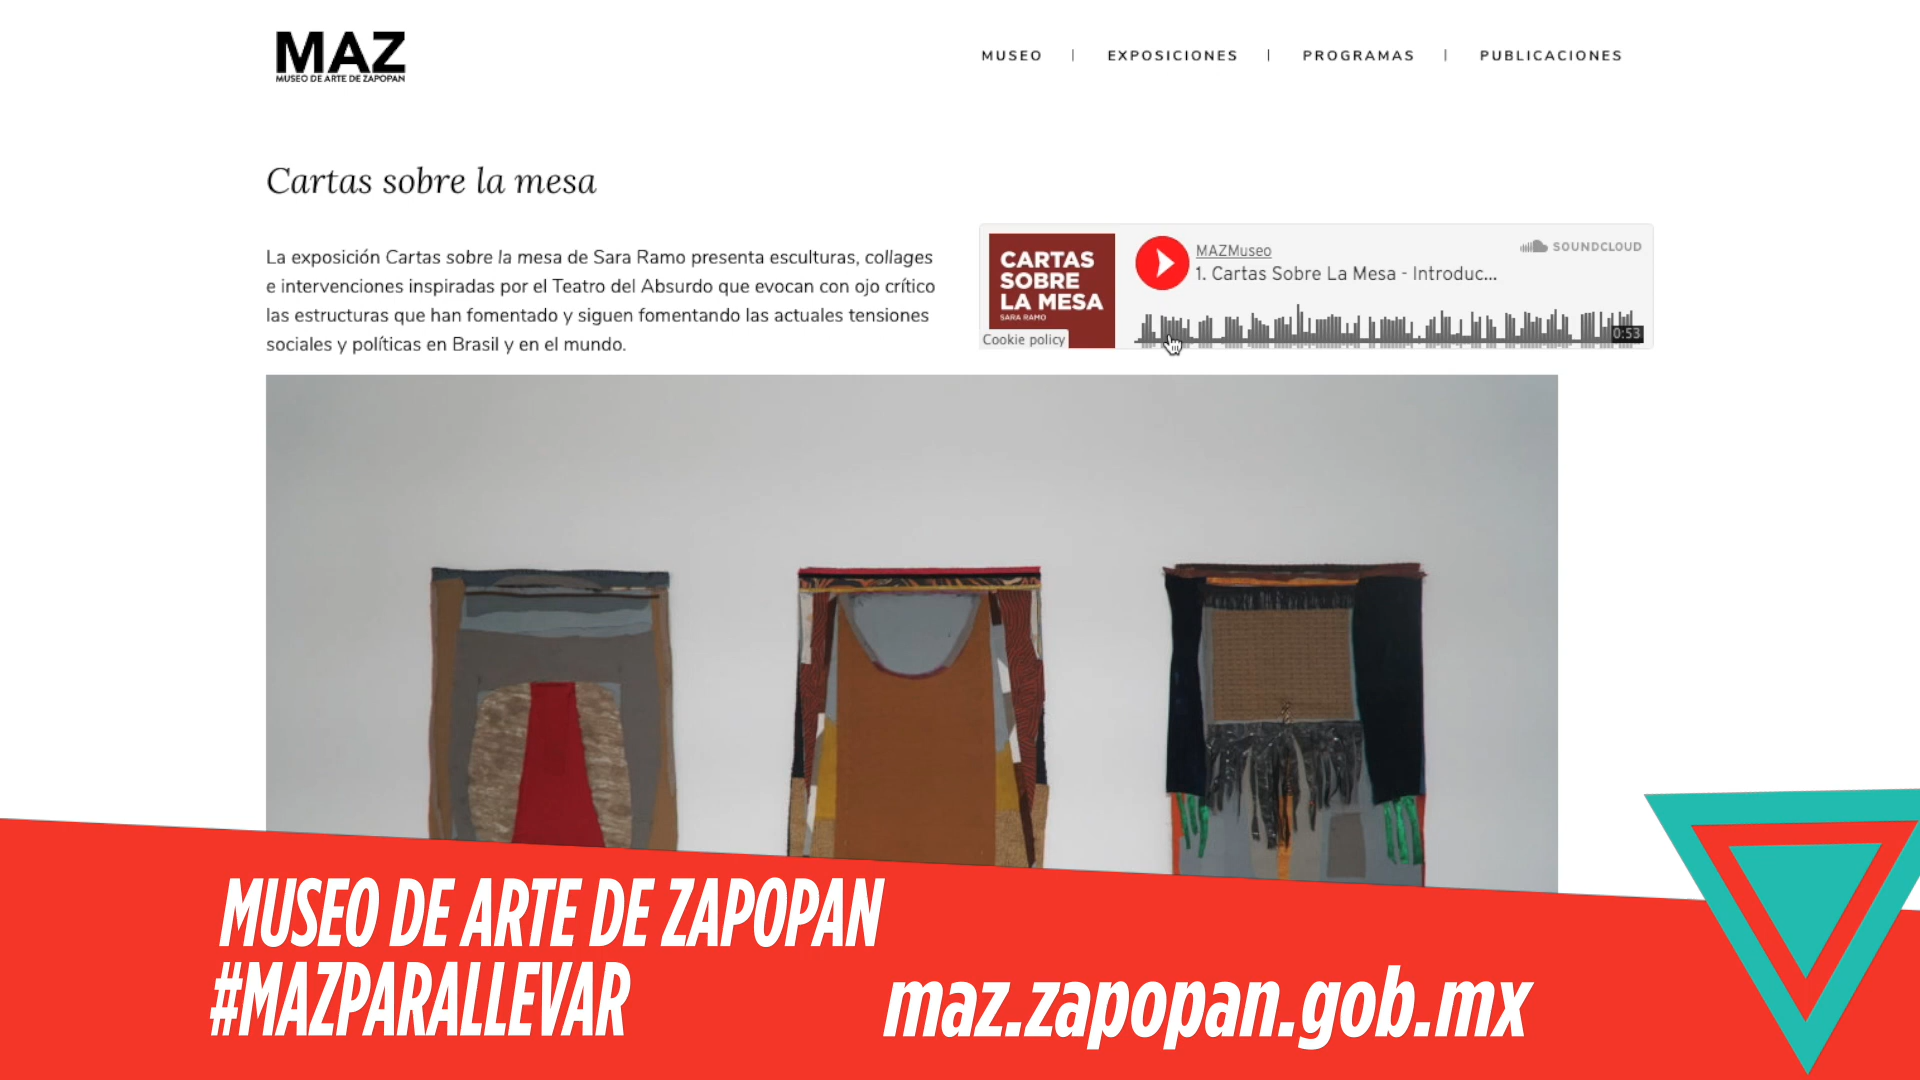 MAZ
MUSEO DE ARTE DE ZAPOPAN
MUSEO | EXPOSICIONES | PROGRAMAS | PUBLICACIONES
Cartas sobre la mesa
La exposición Cartas sobre la mesa de Sara Ramo presenta esculturas, collages
e intervenciones inspiradas por el Teatro del Absurdo que evocan con ojo crítico
las estructuras que han fomentado y siguen fomentando las actuales tensiones
sociales y políticas en Brasil y en el mundo.
CARTAS
SOBRE
LA MESA
SARA RAMO
Cookie policy
MAZMuseo
1. Cartas Sobre La Mesa - Introduc...
SOUNDCLOUD
0:53
MUSEO DE ARTE DE ZAPOPAN
#MAZPARALLEVAR
maz.zapopan.gob.mx